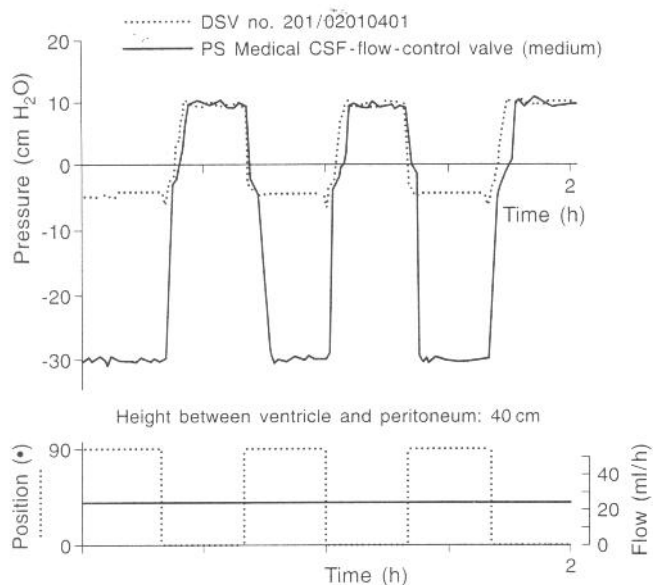 DSV no. 201/02010401
PS Medical CSF-flow-control valve (medium)
Pressure (cm H₂O)
20
10
0
-10
-20
-30
2
Time (h)
Height between ventricle and peritoneum: 40 cm
Position (•)
90
0
Flow (ml/h)
40
20
0
2
Time (h)